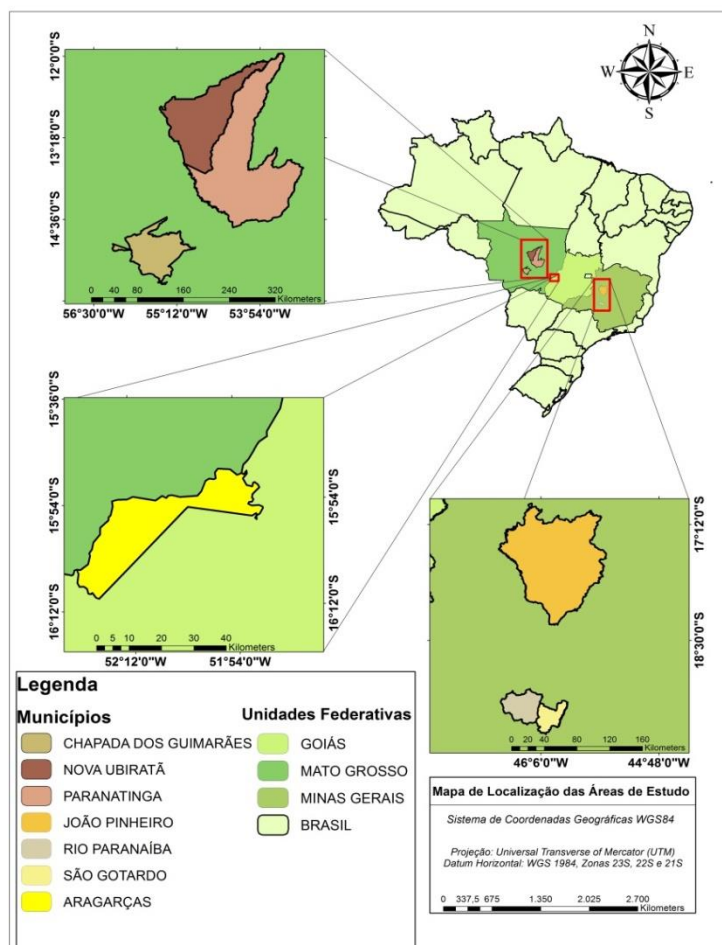 N
W E
S
12°0'0"S
13°18'0"S
14°36'0"S
0 40 80 160 240 320
Kilometers
56°30'0"W 55°12'0"W 53°54'0"W
15°36'0"S
15°54'0"S
16°12'0"S
15°54'0"S
16°12'0"S
0 5 10 20 30 40
Kilometers
52°12'0"W 51°54'0"W
17°12'0"S
18°30'0"S
0 20 40 80 120 160
Kilometers
46°6'0"W 44°48'0"W
Legenda
Municípios
CHAPADA DOS GUIMARÃES
NOVA UBIRATÃ
PARANATINGA
JOÃO PINHEIRO
RIO PARANAÍBA
SÃO GOTARDO
ARAGARÇAS
Unidades Federativas
GOIÁS
MATO GROSSO
MINAS GERAIS
BRASIL
Mapa de Localização das Áreas de Estudo
Sistema de Coordenadas Geográficas WGS84
Projeção: Universal Transverse of Mercator (UTM)
Datum Horizontal: WGS 1984, Zonas 23S, 22S e 21S
0 337,5 675 1.350 2.025 2.700
Kilometers